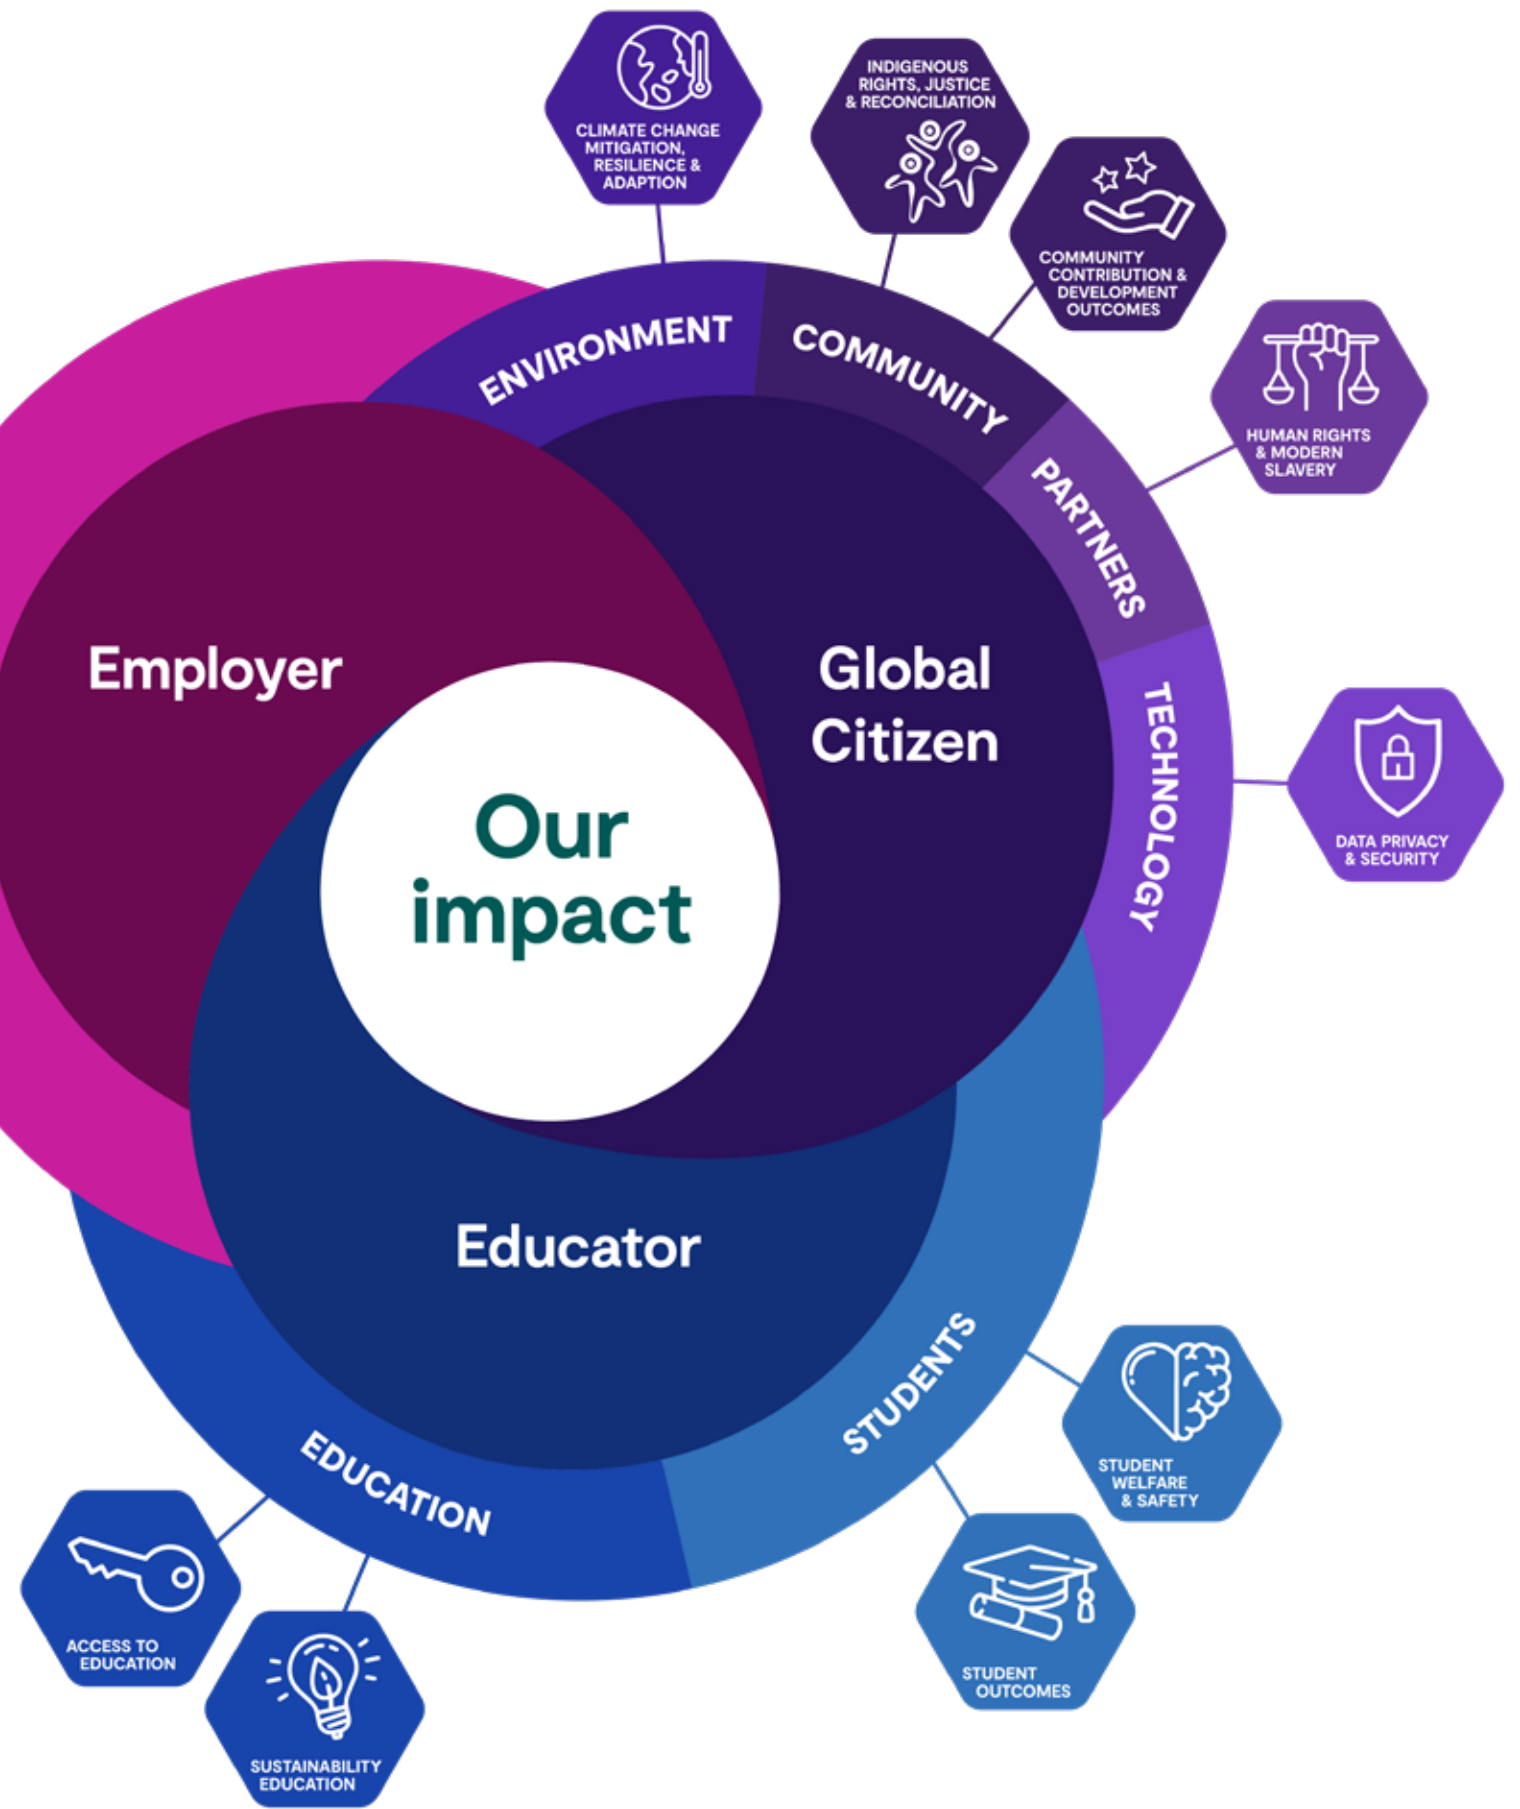 CLIMATE CHANGE
MITIGATION,
RESILIENCE &
ADAPTION
INDIGENOUS
RIGHTS, JUSTICE
& RECONCILIATION
COMMUNITY
CONTRIBUTION &
DEVELOPMENT
OUTCOMES
HUMAN RIGHTS
& MODERN
SLAVERY
ENVIRONMENT
COMMUNITY
PARTNERS
TECHNOLOGY
DATA PRIVACY
& SECURITY
Employer
Global
Citizen
Our
impact
Educator
STUDENTS
EDUCATION
STUDENT
WELFARE
& SAFETY
STUDENT
OUTCOMES
ACCESS TO
EDUCATION
SUSTAINABILITY
EDUCATION